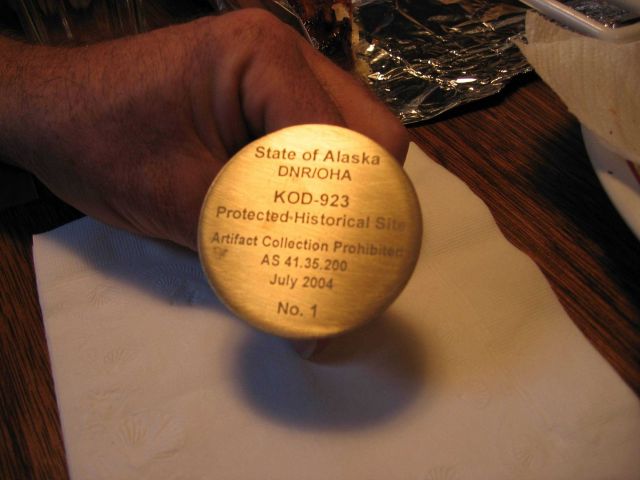 State of Alaska
DNR/OHA
KOD-923
Protected Historical Site
Artifact Collection Prohibited
AS 41.35.200
July 2004
No. 1